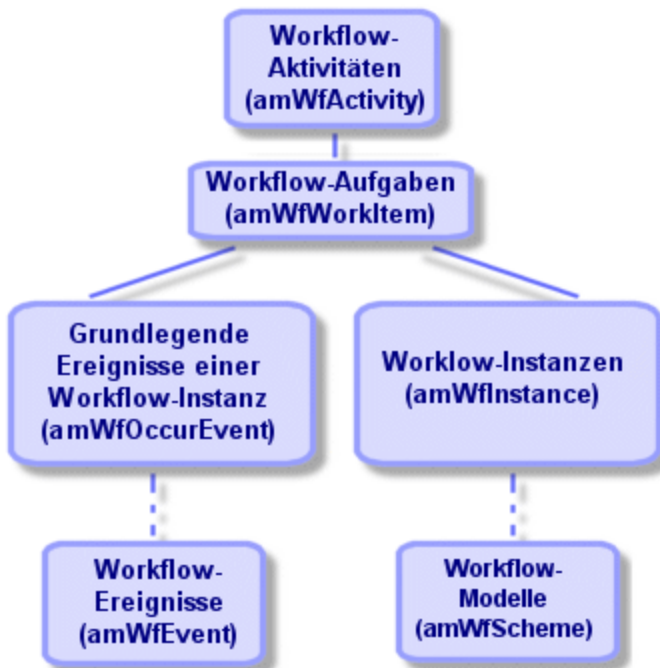 Workflow-
Aktivitäten
(amWfActivity)
Workflow-Aufgaben
(amWfWorkItem)
Grundlegende
Ereignisse einer
Workflow-Instanz
(amWfOccurEvent)
Worklow-Instanzen
(amWfInstance)
Workflow-
Ereignisse
(amWfEvent)
Workflow-
Modelle
(amWfScheme)